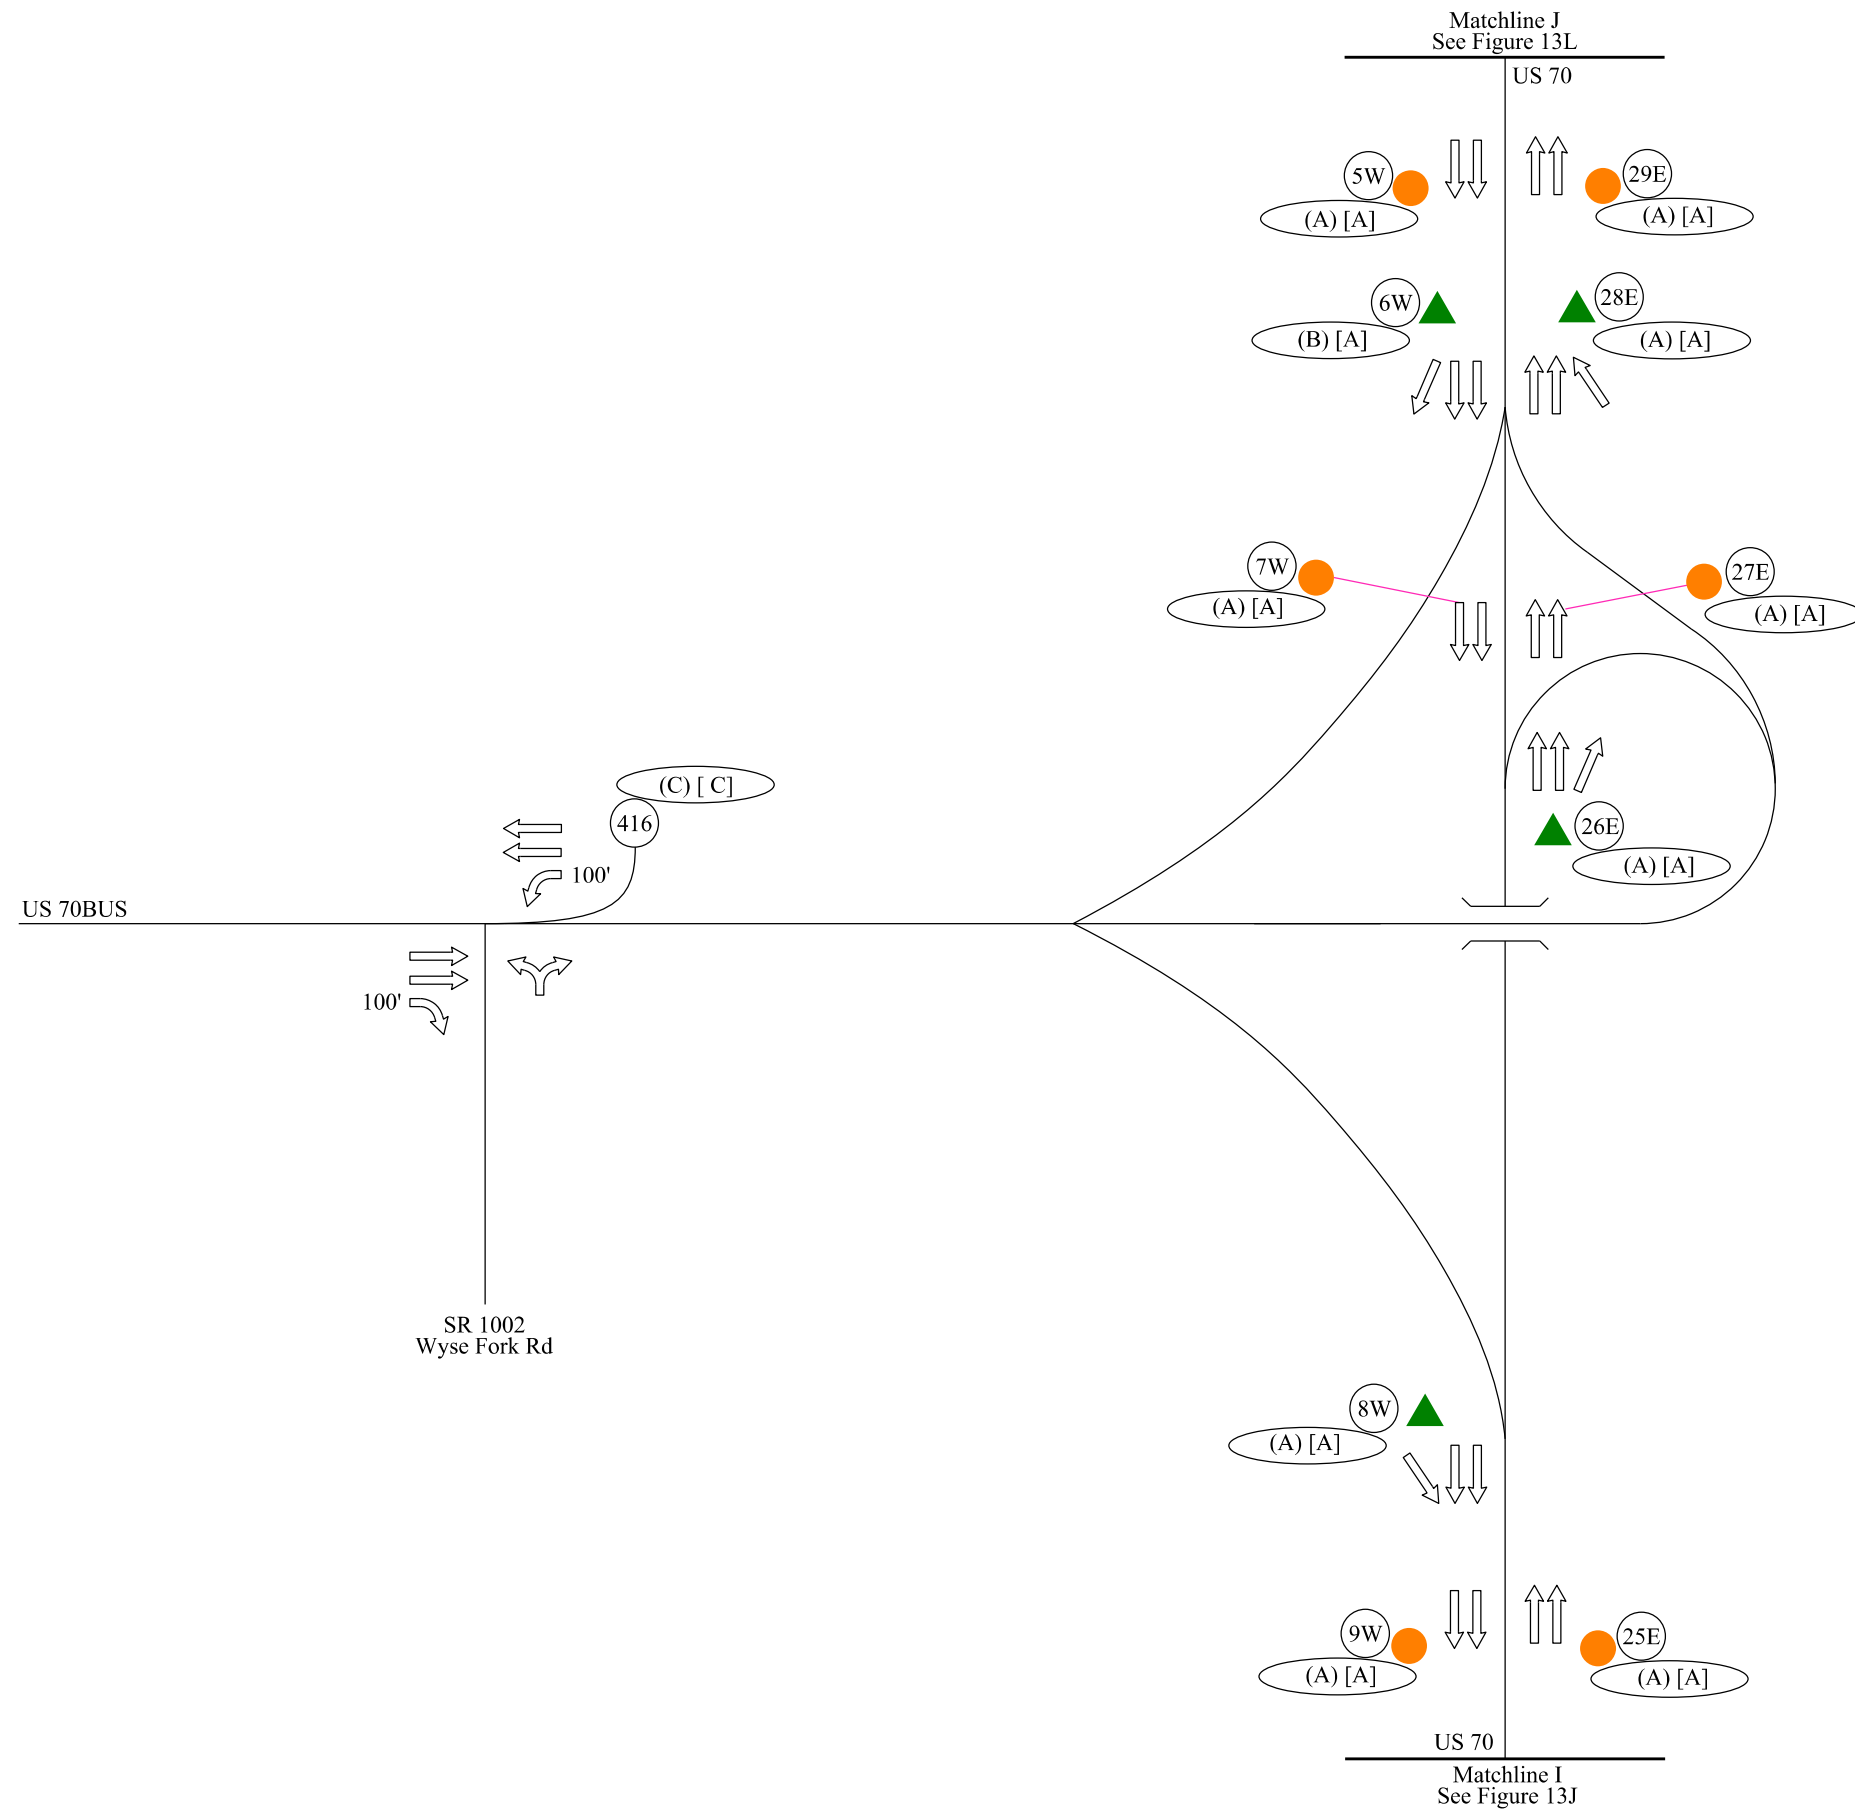 Matchline J
See Figure 13L
US 70
5W
29E
(A) [A]
(A) [A]
6W
28E
(B) [A]
(A) [A]
7W
27E
(A) [A]
(A) [A]
(C) [ C]
416
26E
(A) [A]
100'
US 70BUS
100'
SR 1002
Wyse Fork Rd
8W
(A) [A]
9W
25E
(A) [A]
(A) [A]
US 70
Matchline I
See Figure 13J